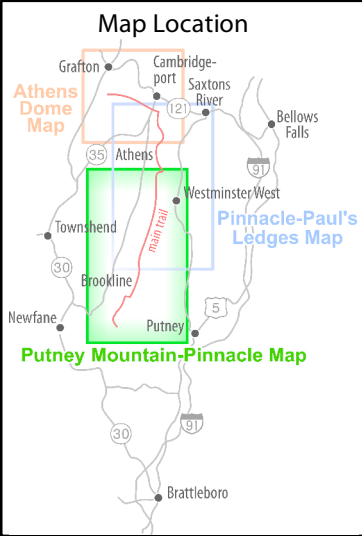 Map Location
Grafton
Cambridge-
port
Saxtons
River
Athens
Dome
Map
121
Bellows
Falls
35
Athens
91
Westminster West
Pinnacle-Paul's
Ledges Map
Townshend
main trail
30
Brookline
5
Newfane
Putney
Putney Mountain-Pinnacle Map
30
91
Brattleboro